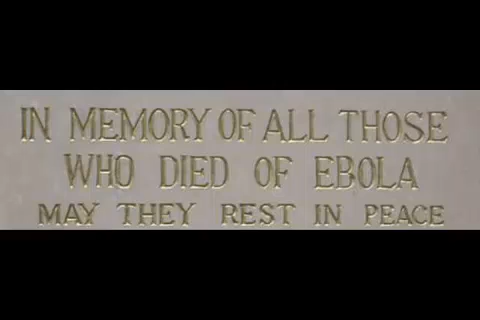 IN MEMORY OF ALL THOSE
WHO DIED OF EBOLA
MAY THEY REST IN PEACE